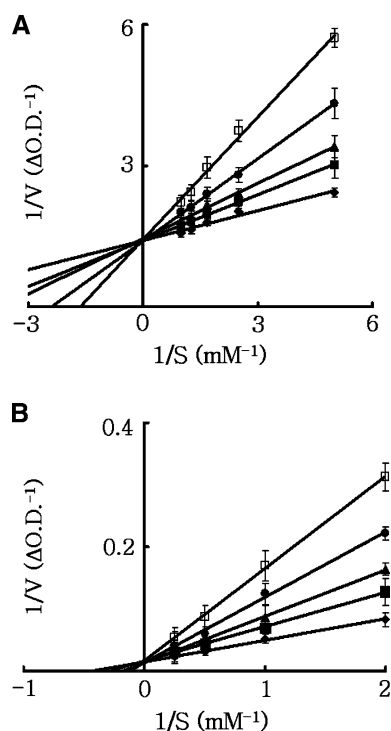 A
6
3
1/V (ΔO.D.⁻¹)
-3 0 3 6
1/S (mM⁻¹)
B
0.4
0.2
1/V (ΔO.D.⁻¹)
-1 0 1 2
1/S (mM⁻¹)